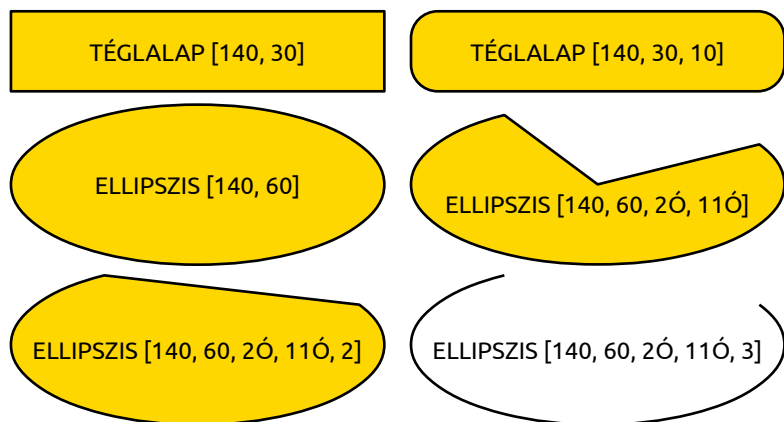 TÉGLALAP [140, 30]
TÉGLALAP [140, 30, 10]
ELLIPSZIS [140, 60]
ELLIPSZIS [140, 60, 2Ó, 11Ó]
ELLIPSZIS [140, 60, 2Ó, 11Ó, 2]
ELLIPSZIS [140, 60, 2Ó, 11Ó, 3]